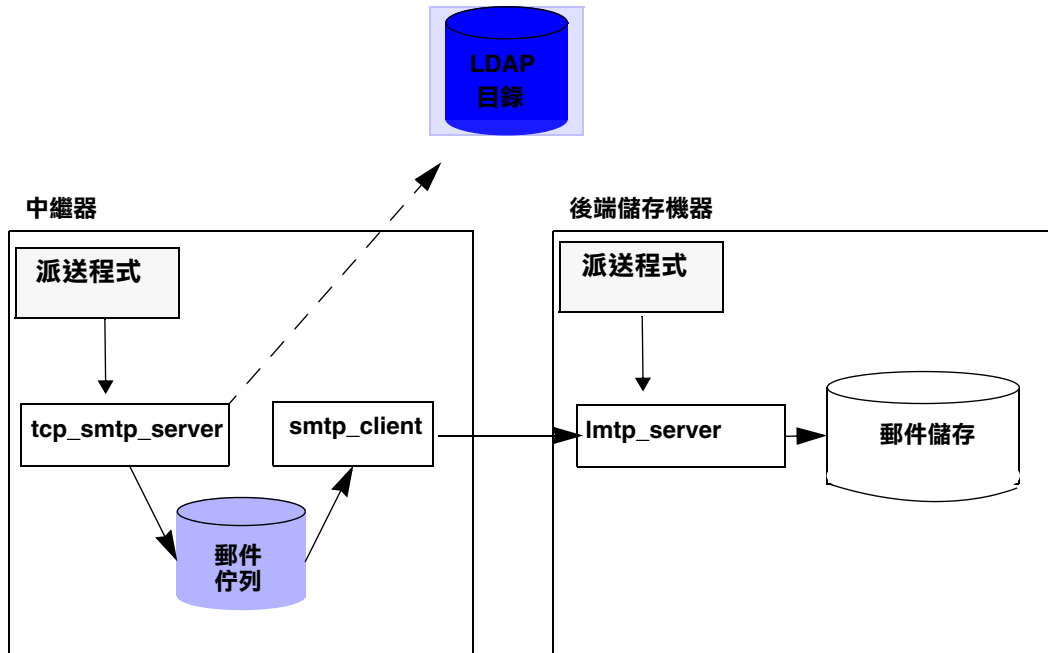 LDAP
目錄
中繼器
後端儲存機器
派送程式
派送程式
tcp_smtp_server
smtp_client
lmtp_server
郵件儲存
郵件
佇列